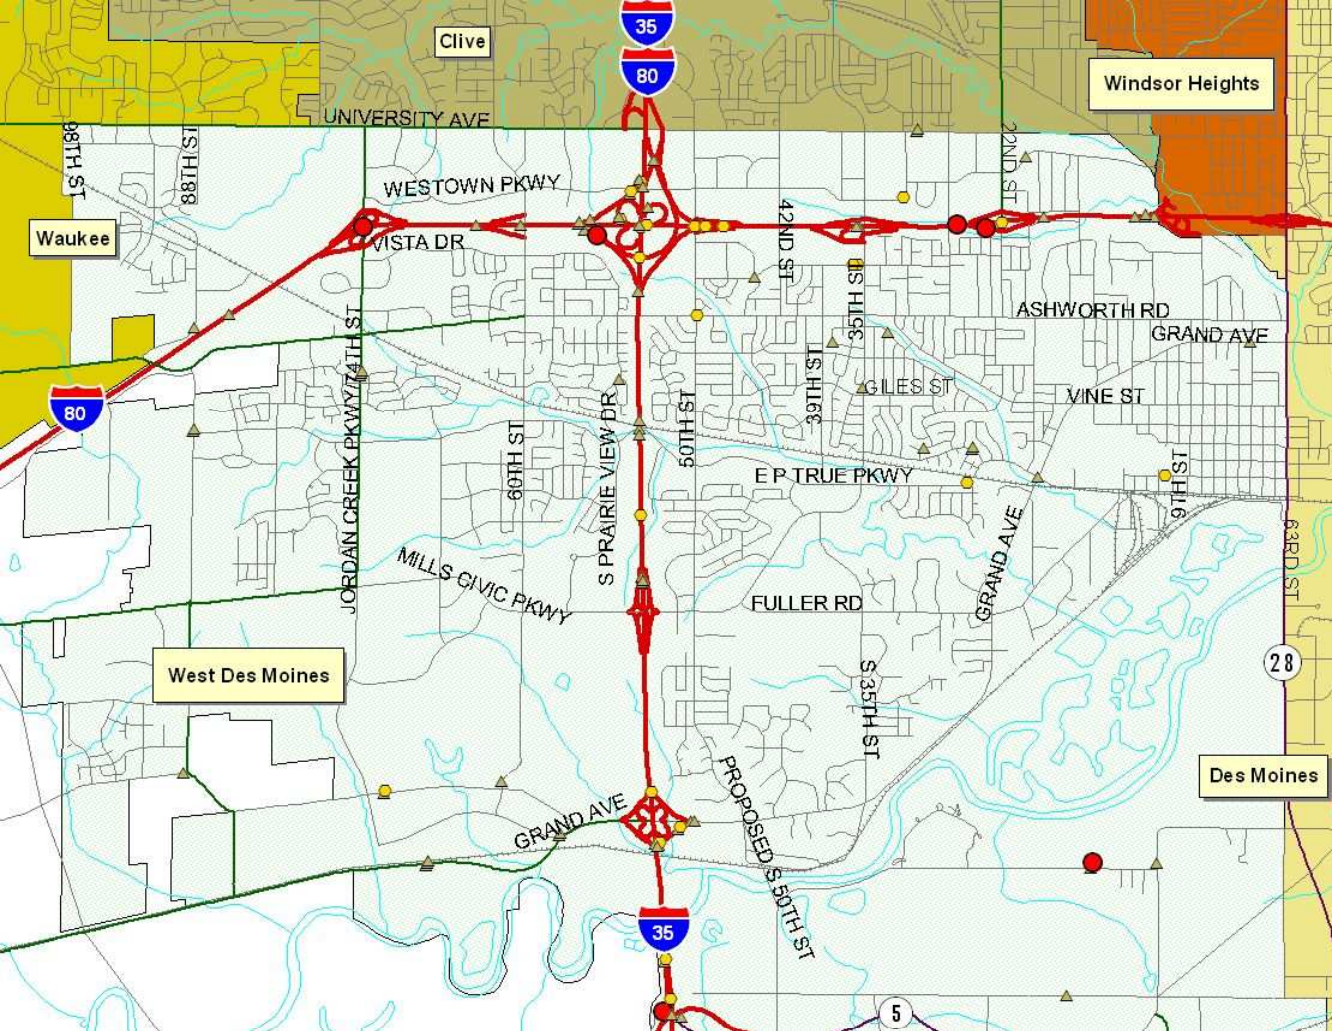 35
Clive
80
Windsor Heights
UNIVERSITY AVE
98TH ST
88TH ST
22ND ST
WESTOWN PKWY
Waukee
VISTA DR
42ND ST
35TH ST
ASHWORTH RD
GRAND AVE
JORDAN CREEK PKWY/74TH ST
39TH ST
GILES ST
VINE ST
80
S PRAIRIE VIEW DR
50TH ST
60TH ST
E P TRUE PKWY
9TH ST
GRAND AVE
63RD ST
MILLS CIVIC PKWY
FULLER RD
28
West Des Moines
S 35TH ST
Des Moines
PROPOSED S 50TH ST
GRAND AVE
35
5